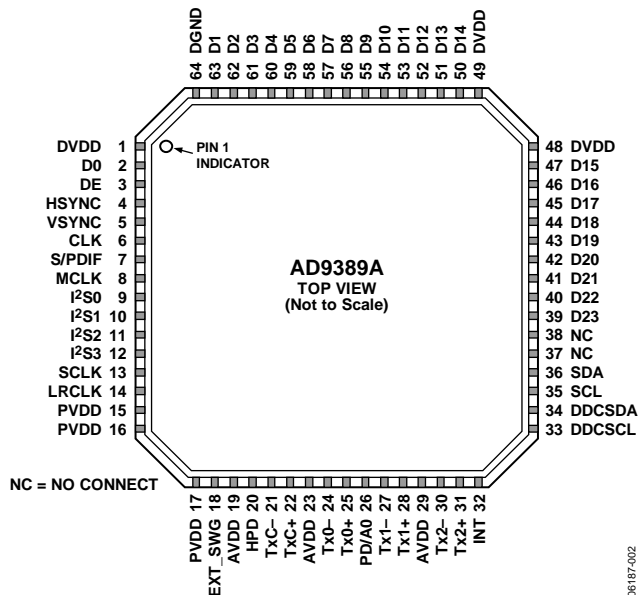 64 DGND
63 D1
62 D2
61 D3
60 D4
59 D5
58 D6
57 D7
56 D8
55 D9
54 D10
53 D11
52 D12
51 D13
50 D14
49 DVDD
DVDD 1
D0 2
DE 3
HSYNC 4
VSYNC 5
CLK 6
S/PDIF 7
MCLK 8
I²S0 9
I²S1 10
I²S2 11
I²S3 12
SCLK 13
LRCLK 14
PVDD 15
PVDD 16
PIN 1
INDICATOR
AD9389A
TOP VIEW
(Not to Scale)
48 DVDD
47 D15
46 D16
45 D17
44 D18
43 D19
42 D20
41 D21
40 D22
39 D23
38 NC
37 NC
36 SDA
35 SCL
34 DDCSDA
33 DDCSCL
NC = NO CONNECT
PVDD 17
EXT_SWG 18
AVDD 19
HPD 20
TxC– 21
TxC+ 22
AVDD 23
Tx0– 24
Tx0+ 25
PD/A0 26
Tx1– 27
Tx1+ 28
AVDD 29
Tx2– 30
Tx2+ 31
INT 32
06187-002